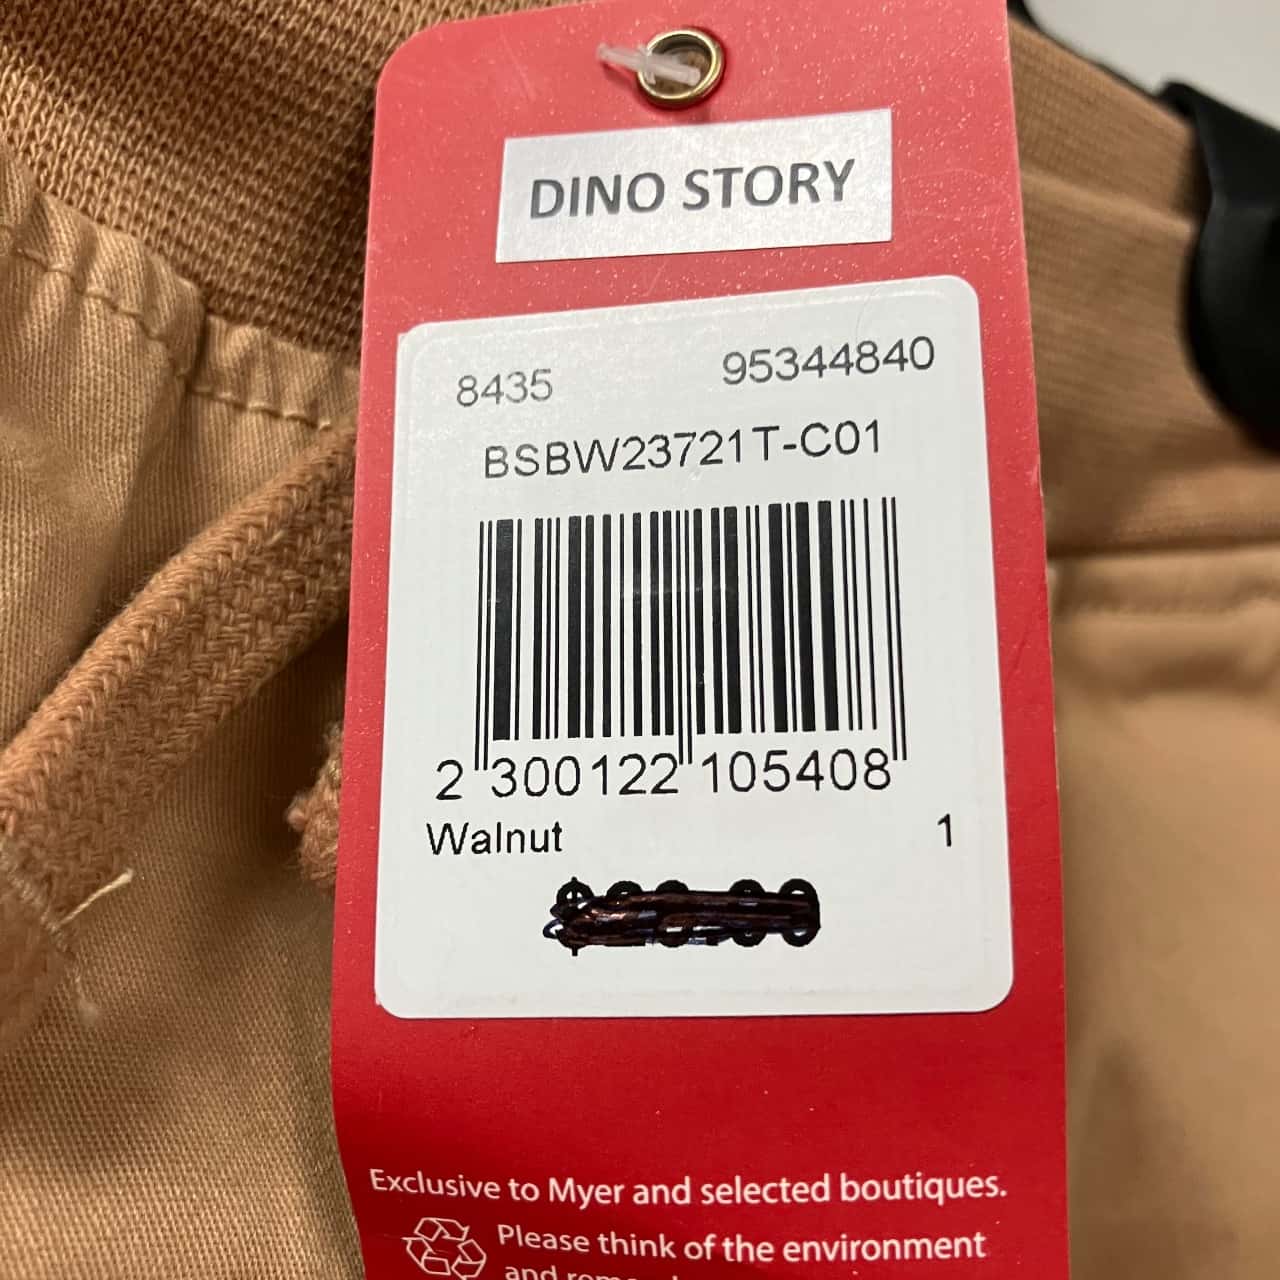 DINO STORY
8435 95344840
BSBW23721T-C01
2 300122 105408
Walnut 1
Exclusive to Myer and selected boutiques.
Please think of the environment
and